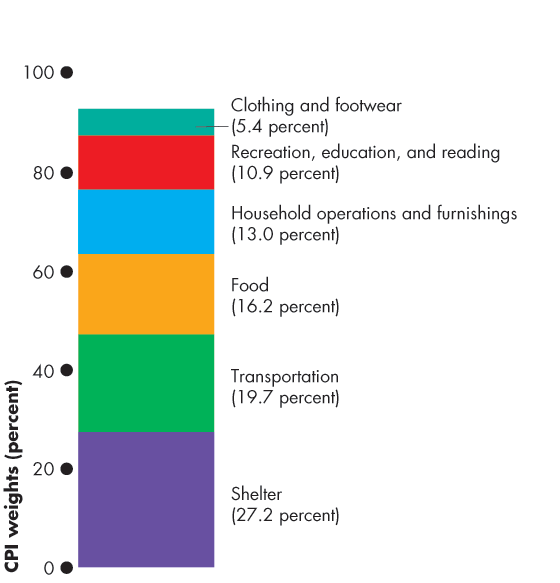 100
Clothing and footwear
(5.4 percent)
Recreation, education, and reading
(10.9 percent)
80
Household operations and furnishings
(13.0 percent)
60
Food
(16.2 percent)
40
Transportation
(19.7 percent)
20
Shelter
(27.2 percent)
0
CPI weights (percent)